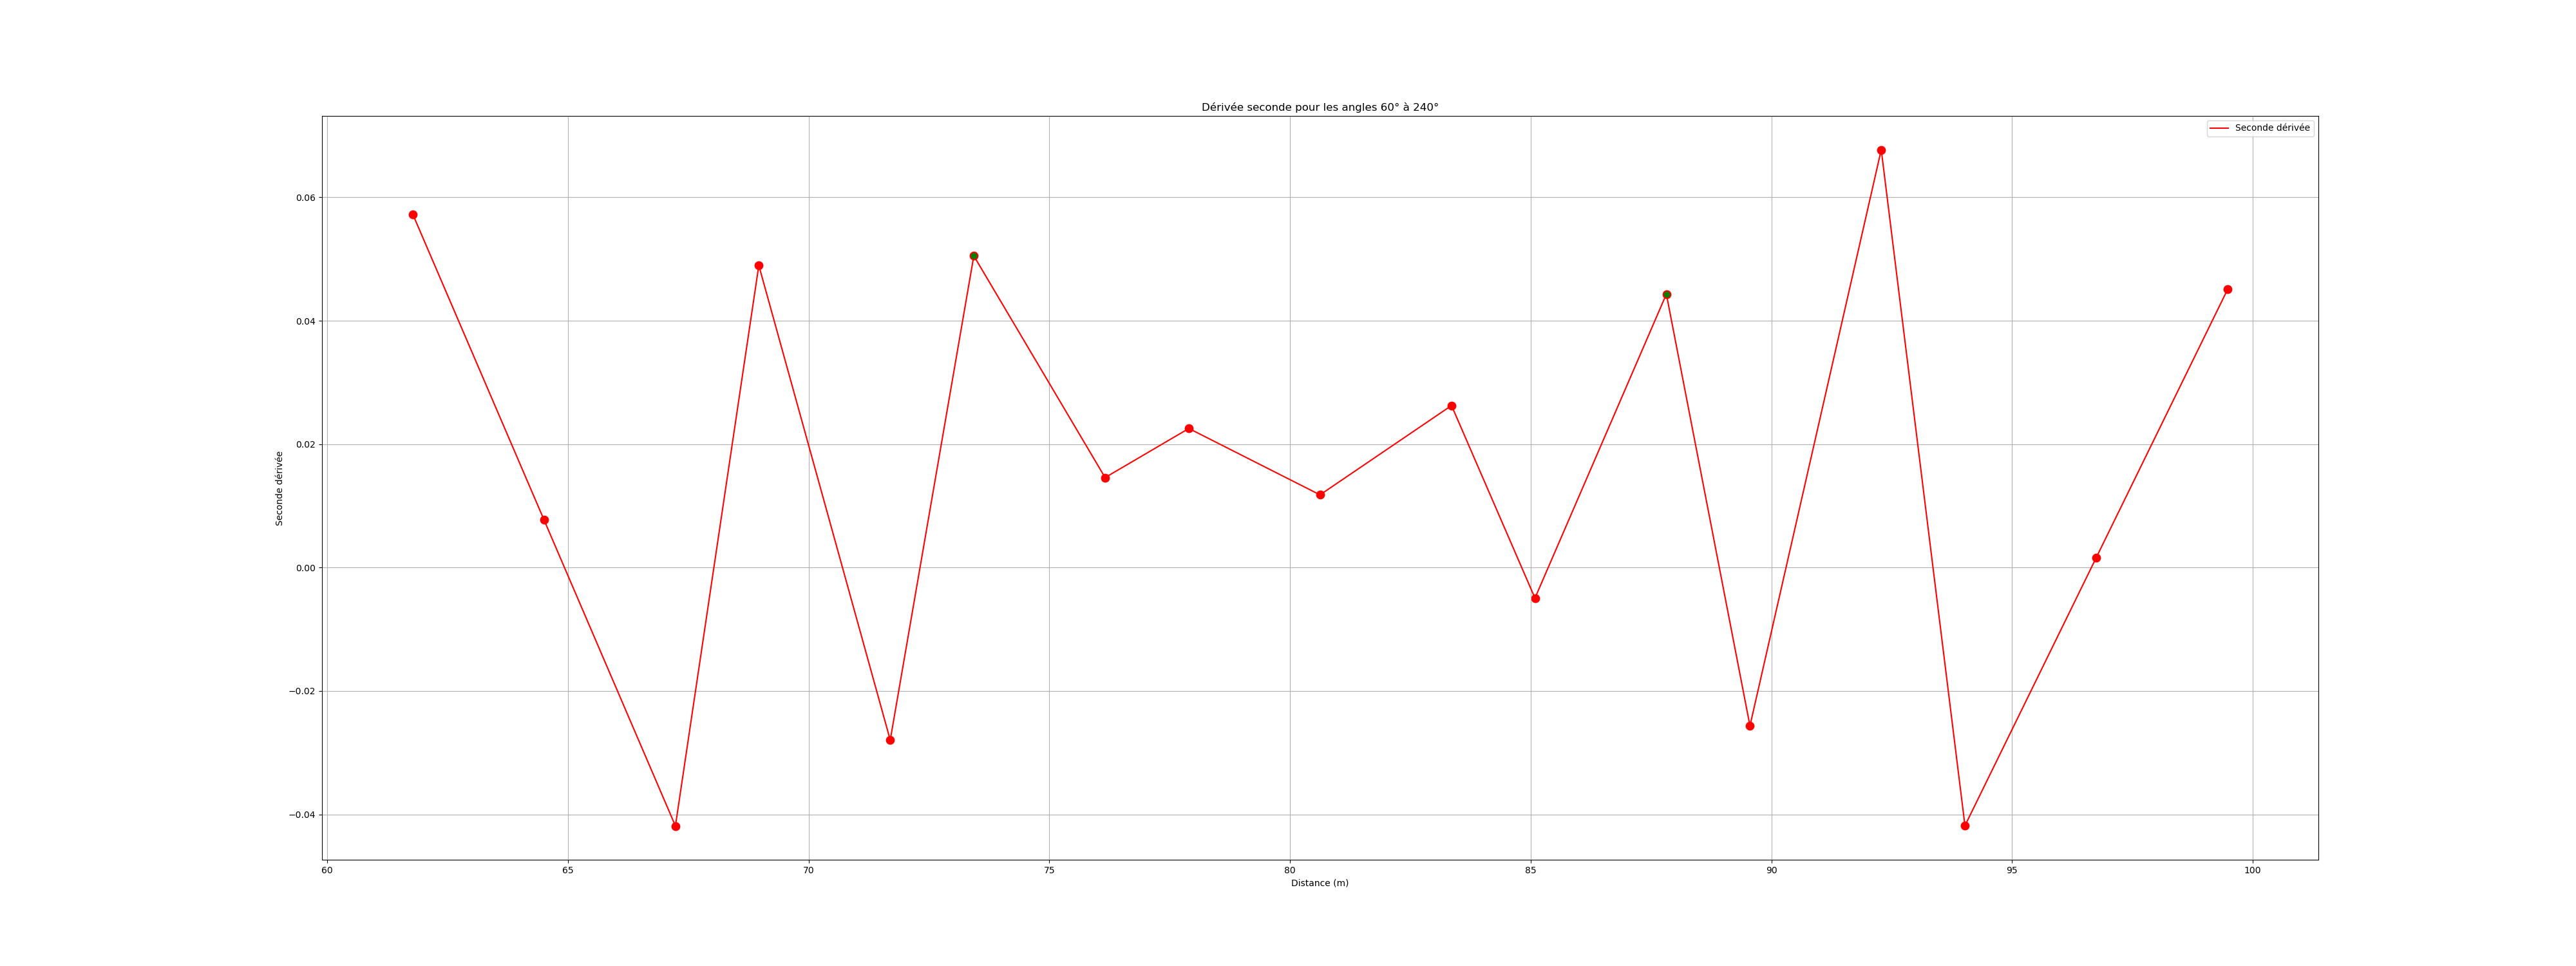 Dérivée seconde pour les angles 60° à 240°
Seconde dérivée
0.06
0.04
0.02
0.00
−0.02
−0.04
Seconde dérivée
60 65 70 75 80 85 90 95 100
Distance (m)